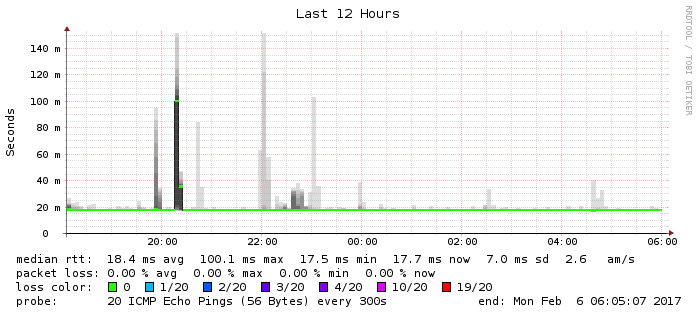 Last 12 Hours
RRDTOOL / TOBI OETIKER
Seconds
140 m
120 m
100 m
80 m
60 m
40 m
20 m
0
20:00 22:00 00:00 02:00 04:00 06:00
median rtt: 18.4 ms avg 100.1 ms max 17.5 ms min 17.7 ms now 7.0 ms sd 2.6 am/s
packet loss: 0.00 % avg 0.00 % max 0.00 % min 0.00 % now
loss color: 0 1/20 2/20 3/20 4/20 10/20 19/20
probe: 20 ICMP Echo Pings (56 Bytes) every 300s end: Mon Feb 6 06:05:07 2017